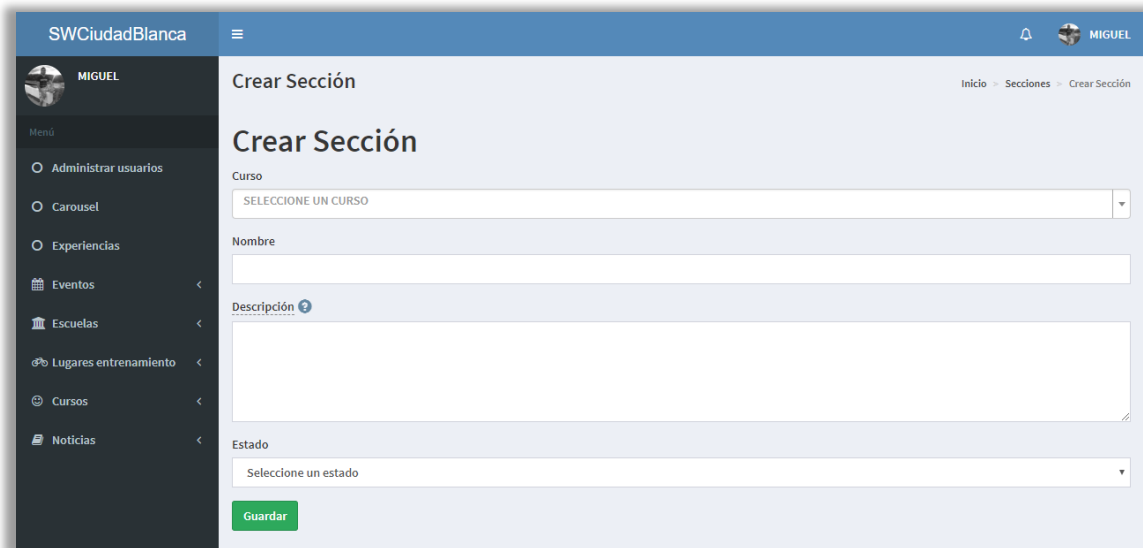 SWCiudadBlanca
MIGUEL
MIGUEL
Crear Sección
Inicio > Secciones > Crear Sección
Menú
Administrar usuarios
Carousel
Experiencias
Eventos
Escuelas
Lugares entrenamiento
Cursos
Noticias
Crear Sección
Curso
SELECCIONE UN CURSO
Nombre
Descripción
Estado
Seleccione un estado
Guardar